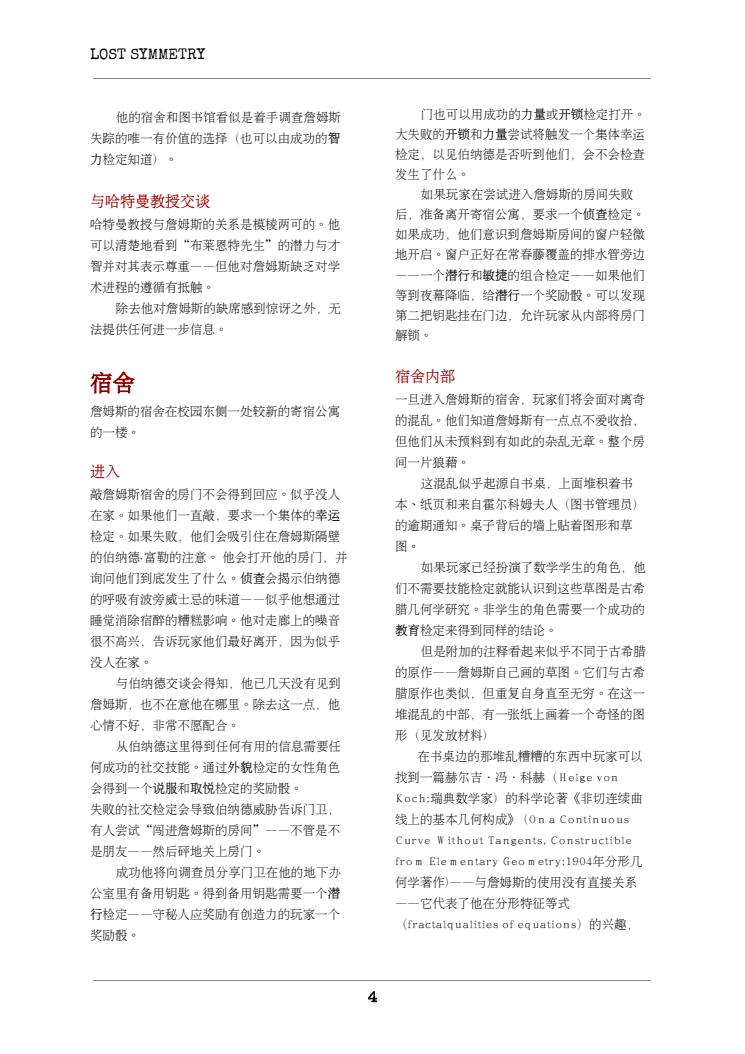 LOST SYMMETRY
他的宿舍和图书馆看似是着手调查詹姆斯
失踪的唯一有价值的选择（也可以由成功的智
力检定知道）。
与哈特曼教授交谈
哈特曼教授与詹姆斯的关系是模棱两可的。他
可以清楚地看到“布莱恩特先生”的潜力与才
智并对其表示尊重——但他对詹姆斯缺乏对学
术进程的遵循有抵触。
除去他对詹姆斯的缺席感到惊讶之外，无
法提供任何进一步信息。
宿舍
詹姆斯的宿舍在校园东侧一处较新的寄宿公寓
的一楼。
进入
敲詹姆斯宿舍的房门不会得到回应。似乎没人
在家。如果他们一直敲，要求一个集体的幸运
检定。如果失败，他们会吸引住在詹姆斯隔壁
的伯纳德·富勒的注意。 他会打开他的房门，并
询问他们到底发生了什么。侦查会揭示伯纳德
的呼吸有波旁威士忌的味道——似乎他想通过
睡觉消除宿醉的糟糕影响。他对走廊上的噪音
很不高兴，告诉玩家他们最好离开，因为似乎
没人在家。
与伯纳德交谈会得知，他已几天没有见到
詹姆斯，也不在意他在哪里。除去这一点，他
心情不好，非常不愿配合。
从伯纳德这里得到任何有用的信息需要任
何成功的社交技能。通过外貌检定的女性角色
会得到一个说服和取悦检定的奖励骰。
失败的社交检定会导致伯纳德威胁告诉门卫，
有人尝试“闯进詹姆斯的房间”——不管是不
是朋友——然后砰地关上房门。
成功他将向调查员分享门卫在他的地下办
公室里有备用钥匙。得到备用钥匙需要一个潜
行检定——守秘人应奖励有创造力的玩家一个
奖励骰。
门也可以用成功的力量或开锁检定打开。
大失败的开锁和力量尝试将触发一个集体幸运
检定，以见伯纳德是否听到他们，会不会检查
发生了什么。
如果玩家在尝试进入詹姆斯的房间失败
后，准备离开寄宿公寓，要求一个侦查检定。
如果成功，他们意识到詹姆斯房间的窗户轻微
地开启。窗户正好在常春藤覆盖的排水管旁边
——一个潜行和敏捷的组合检定——如果他们
等到夜幕降临，给潜行一个奖励骰。可以发现
第二把钥匙挂在门边，允许玩家从内部将房门
解锁。
宿舍内部
一旦进入詹姆斯的宿舍，玩家们将会面对离奇
的混乱。他们知道詹姆斯有一点点不爱收拾，
但他们从未预料到有如此的杂乱无章。整个房
间一片狼藉。
这混乱似乎起源自书桌，上面堆积着书
本、纸页和来自霍尔科姆夫人（图书管理员）
的逾期通知。桌子背后的墙上贴着图形和草
图。
如果玩家已经扮演了数学学生的角色，他
们不需要技能检定就能认识到这些草图是古希
腊几何学研究。非学生的角色需要一个成功的
教育检定来得到同样的结论。
但是附加的注释看起来似乎不同于古希腊
的原作——詹姆斯自己画的草图。它们与古希
腊原作也类似，但重复自身直至无穷。在这一
堆混乱的中部，有一张纸上画着一个奇怪的图
形（见发放材料）
在书桌边的那堆乱糟糟的东西中玩家可以
找到一篇赫尔吉·冯·科赫（Helge von
Koch;瑞典数学家）的科学论著《非切连续曲
线上的基本几何构成》(On a Continuous
Curve Without Tangents, Constructible
from Elementary Geometry;1904年分形几
何学著作)——与詹姆斯的使用没有直接关系
——它代表了他在分形特征等式
（fractalqualities of equations）的兴趣，
4